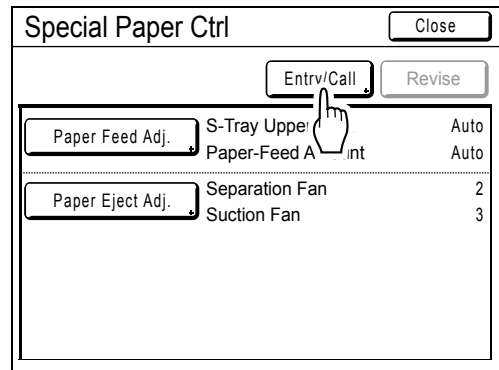 Special Paper Ctrl
Close
Entry/Call
Revise
Paper Feed Adj.
S-Tray Upper
Auto
Paper-Feed
Auto
Paper Eject Adj.
Separation Fan
2
Suction Fan
3